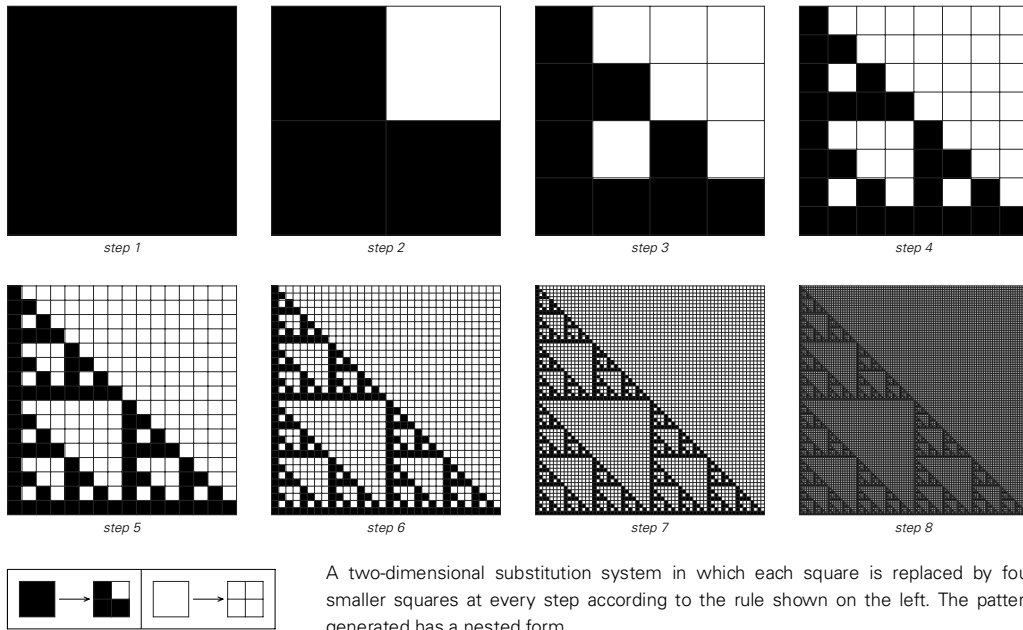 step 1
step 2
step 3
step 4
step 5
step 6
step 7
step 8
A two-dimensional substitution system in which each square is replaced by fou
smaller squares at every step according to the rule shown on the left. The patter
generated has a nested form.